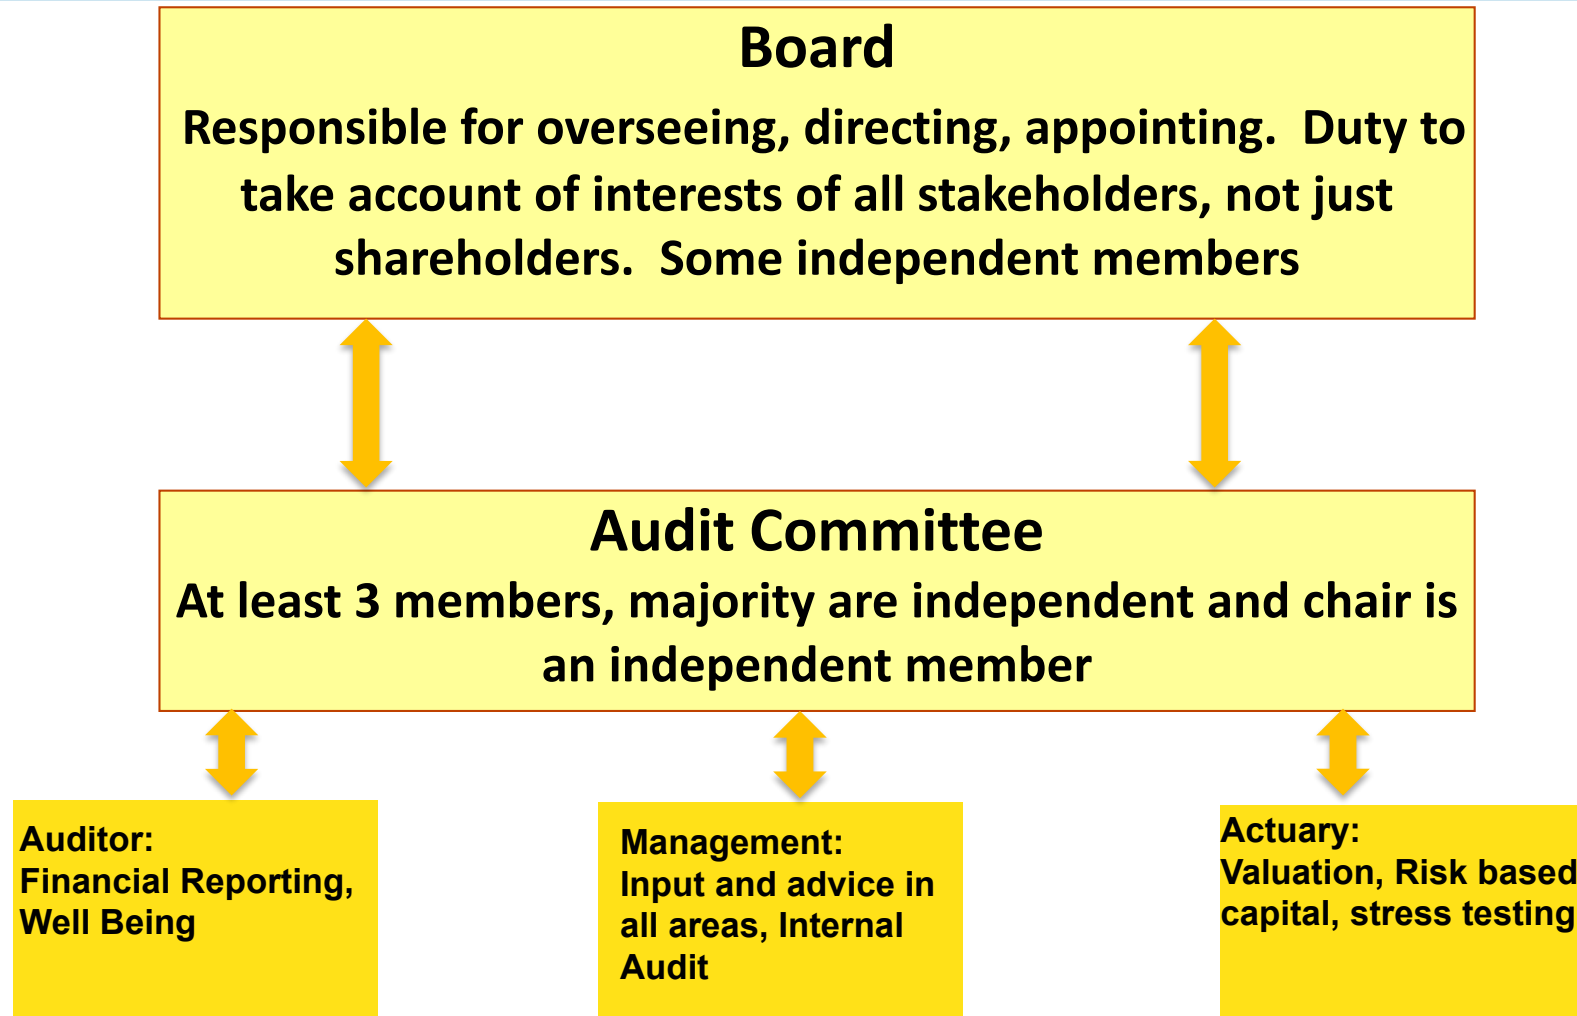 Board
Responsible for overseeing, directing, appointing.  Duty to
take account of interests of all stakeholders, not just
shareholders.  Some independent members
Audit Committee
At least 3 members, majority are independent and chair is
an independent member
Auditor:
Financial Reporting,
Well Being
Management:
Input and advice in
all areas, Internal
Audit
Actuary:
Valuation, Risk based
capital, stress testing